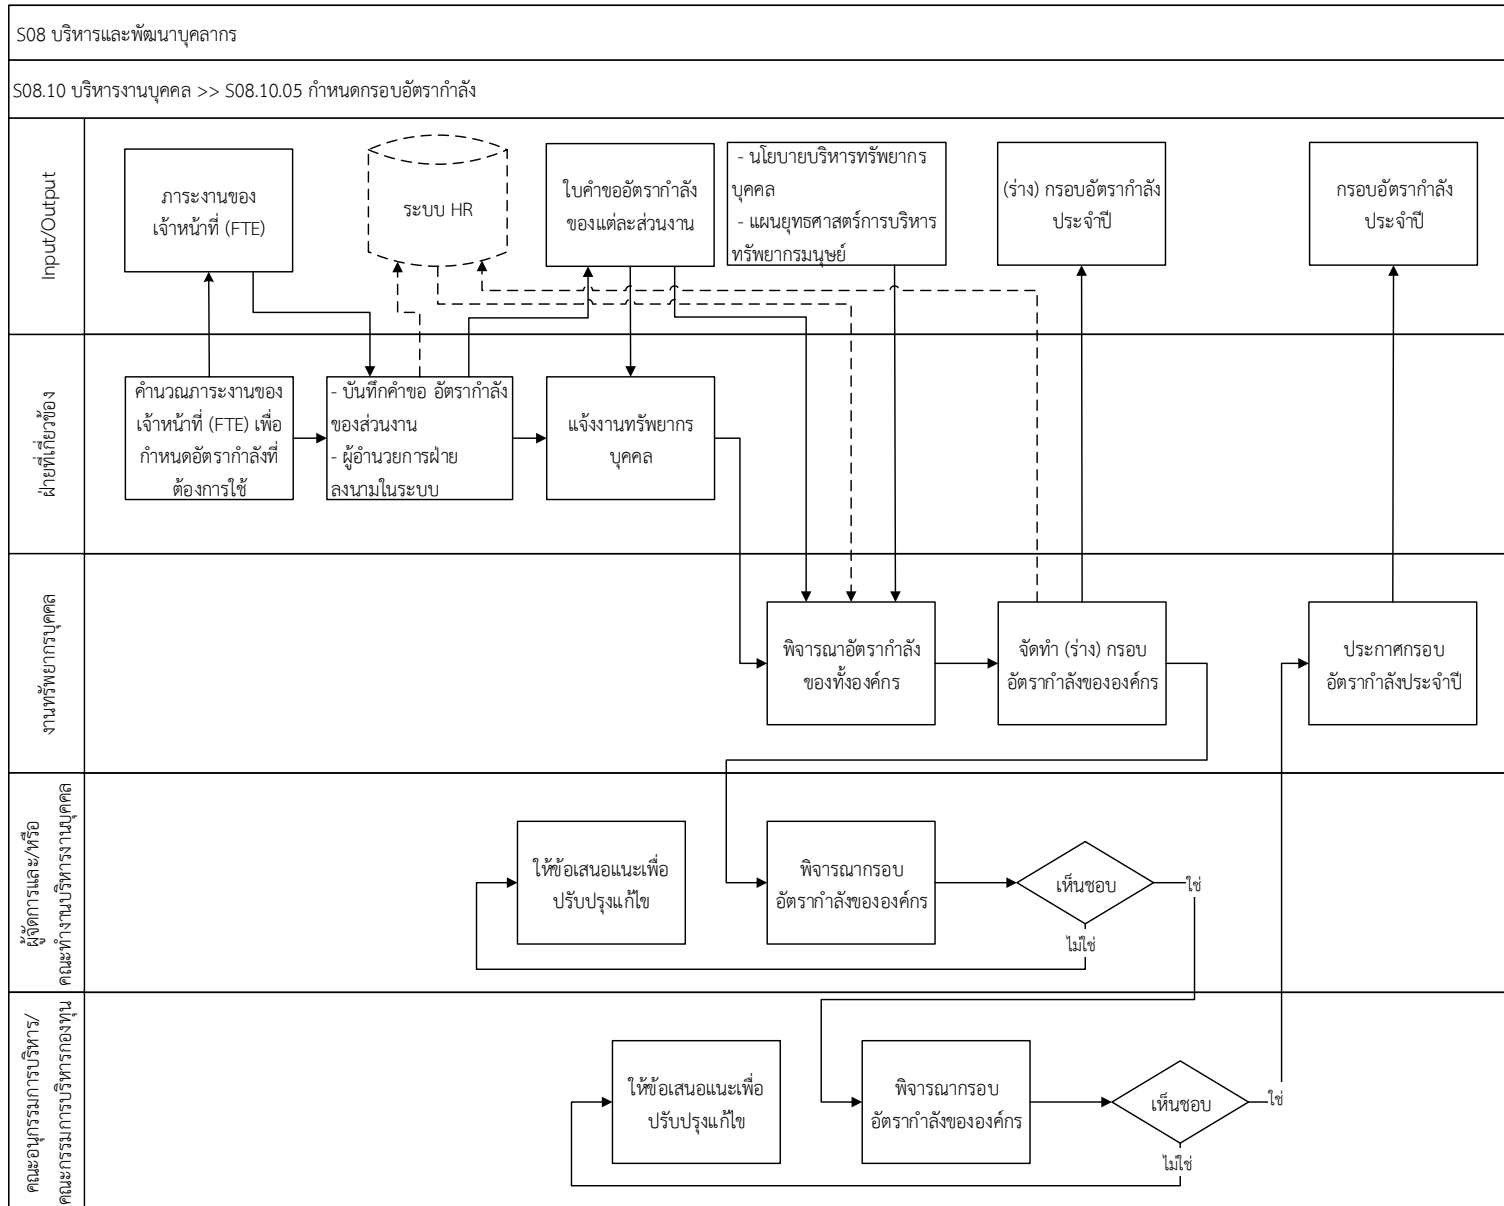 S08 บริหารและพัฒนาบุคลากร
S08.10 บริหารงานบุคคล >> S08.10.05 กำหนดกรอบอัตรากำลัง
Input/Output
ภาระงานของ
เจ้าหน้าที่ (FTE)
ระบบ HR
ใบคำขออัตรากำลัง
ของแต่ละส่วนงาน
- นโยบายบริหารทรัพยากร
บุคคล
- แผนยุทธศาสตร์การบริหาร
ทรัพยากรมนุษย์
(ร่าง) กรอบอัตรากำลัง
ประจำปี
กรอบอัตรากำลัง
ประจำปี
ฝ่ายที่เกี่ยวข้อง
คำนวณภาระงานของ
เจ้าหน้าที่ (FTE) เพื่อ
กำหนดอัตรากำลังที่
ต้องการใช้
- บันทึกคำขอ อัตรากำลัง
ของส่วนงาน
- ผู้อำนวยการฝ่าย
ลงนามในระบบ
แจ้งงานทรัพยากร
บุคคล
งานทรัพยากรบุคคล
พิจารณาอัตรากำลัง
ของทั้งองค์กร
จัดทำ (ร่าง) กรอบ
อัตรากำลังขององค์กร
ประกาศกรอบ
อัตรากำลังประจำปี
ผู้จัดการและ/หรือ
คณะทำงานบริหารงานบุคคล
ให้ข้อเสนอแนะเพื่อ
ปรับปรุงแก้ไข
พิจารณากรอบ
อัตรากำลังขององค์กร
เห็นชอบ
ใช่
ไม่ใช่
คณะอนุกรรมการบริหาร/
คณะกรรมการบริหารกองทุน
ให้ข้อเสนอแนะเพื่อ
ปรับปรุงแก้ไข
พิจารณากรอบ
อัตรากำลังขององค์กร
เห็นชอบ
ใช่
ไม่ใช่